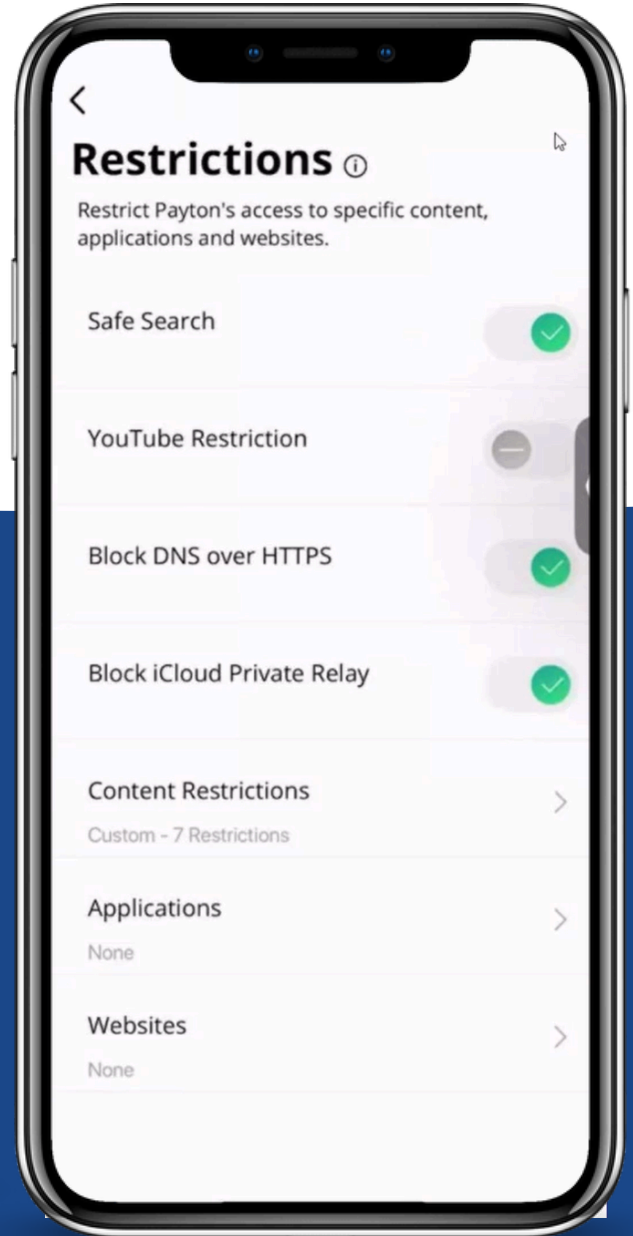 Restrictions
Restrict Payton's access to specific content,
applications and websites.
Safe Search
YouTube Restriction
Block DNS over HTTPS
Block iCloud Private Relay
Content Restrictions
Custom - 7 Restrictions
Applications
None
Websites
None